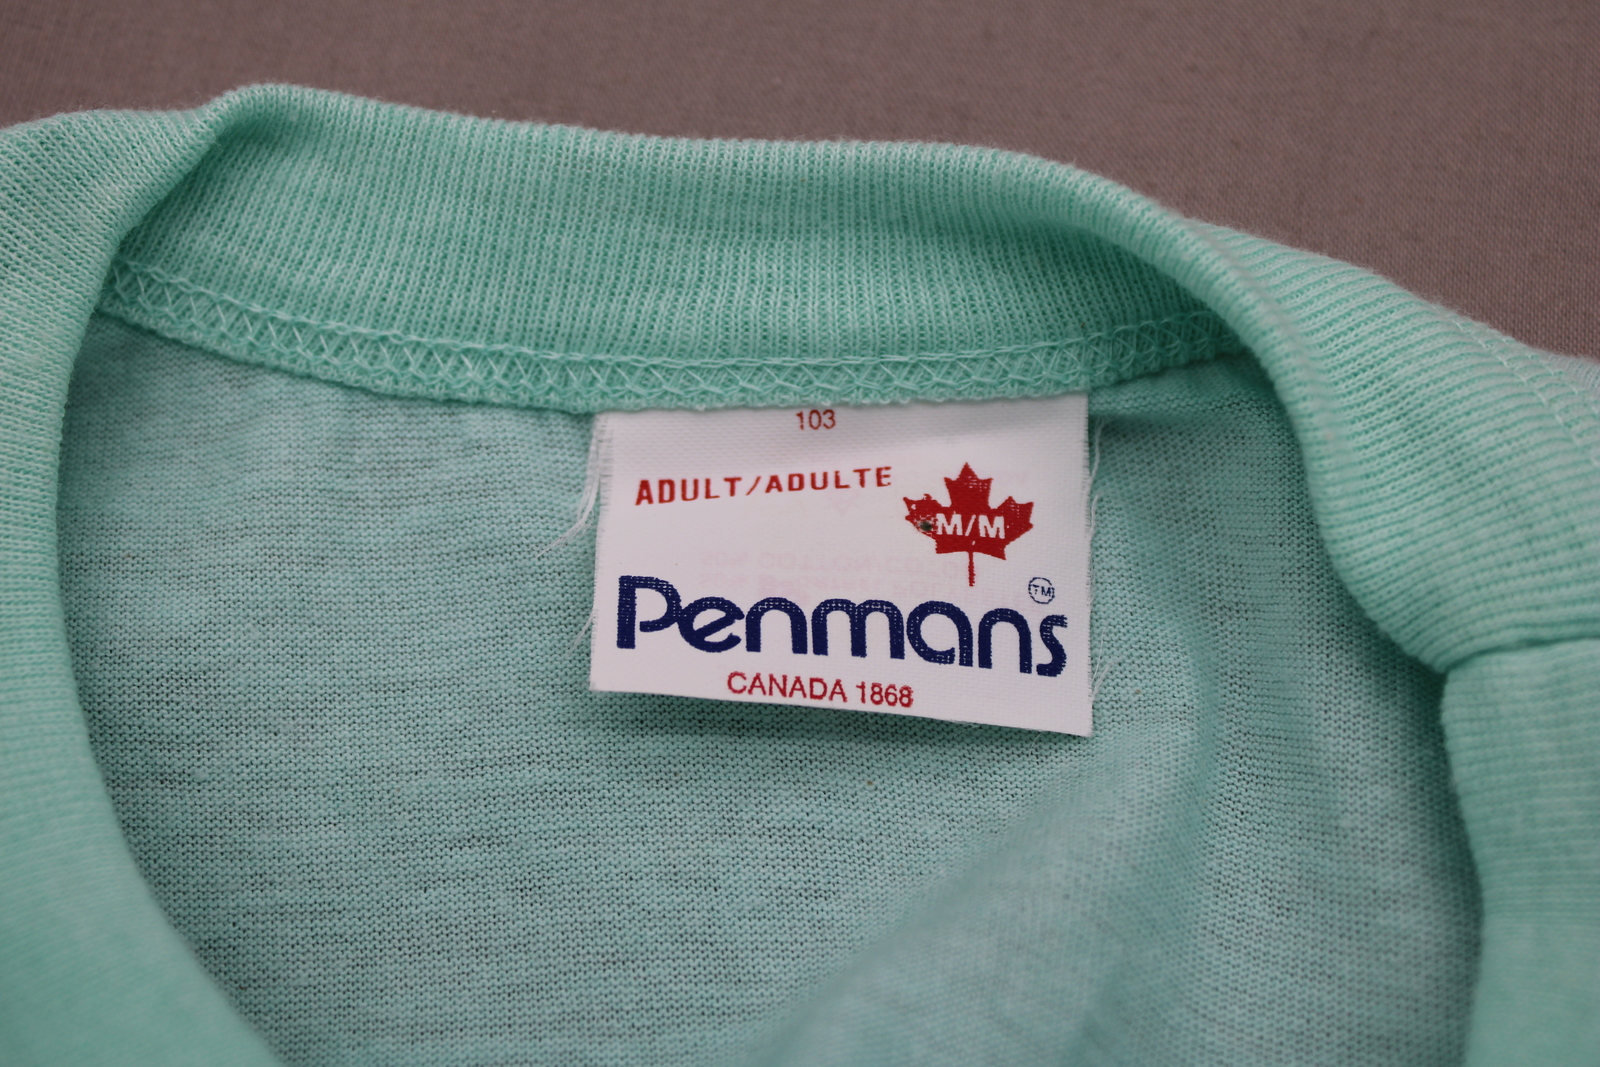 103
ADULT/ADULTE
M/M
Penmans TM
CANADA 1868